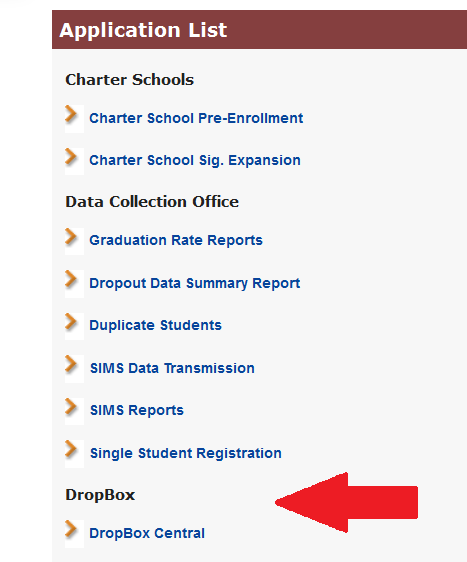 Application List
Charter Schools
Charter School Pre-Enrollment
Charter School Sig. Expansion
Data Collection Office
Graduation Rate Reports
Dropout Data Summary Report
Duplicate Students
SIMS Data Transmission
SIMS Reports
Single Student Registration
DropBox
DropBox Central